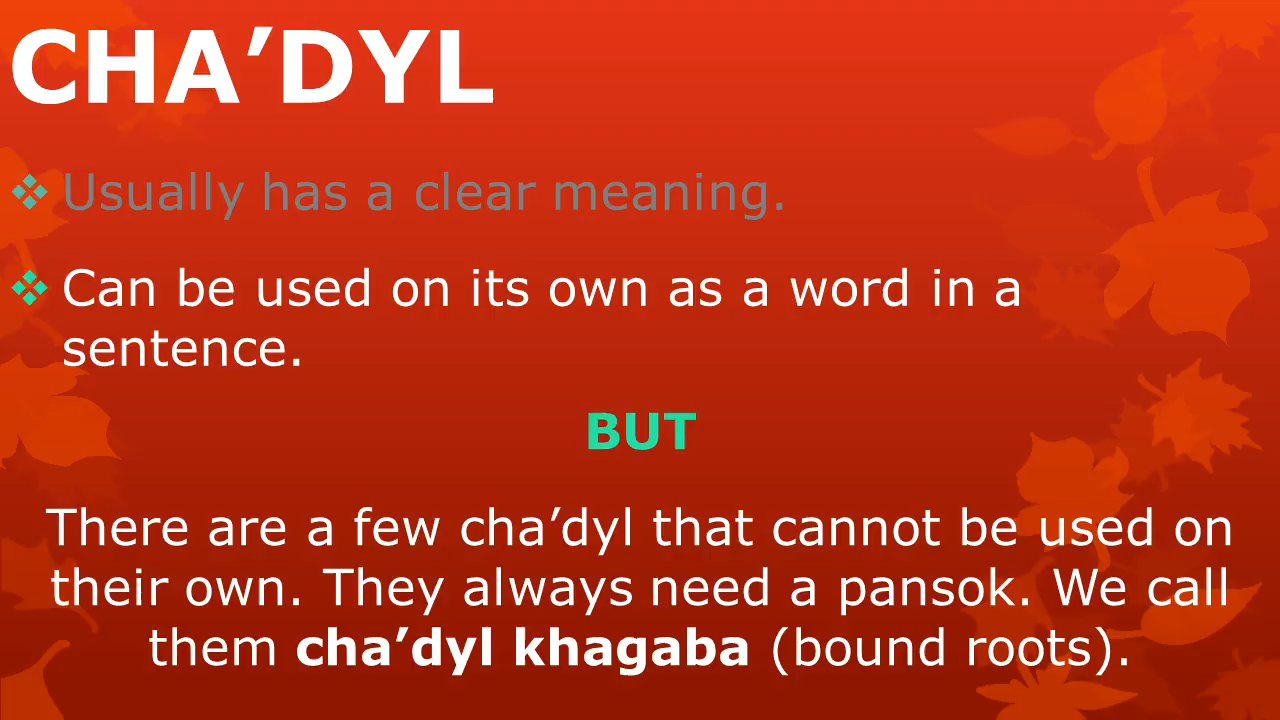 CHA’DYL
❖ Usually has a clear meaning.
❖ Can be used on its own as a word in a
sentence.
BUT
There are a few cha’dyl that cannot be used on
their own. They always need a pansok. We call
them cha’dyl khagaba (bound roots).